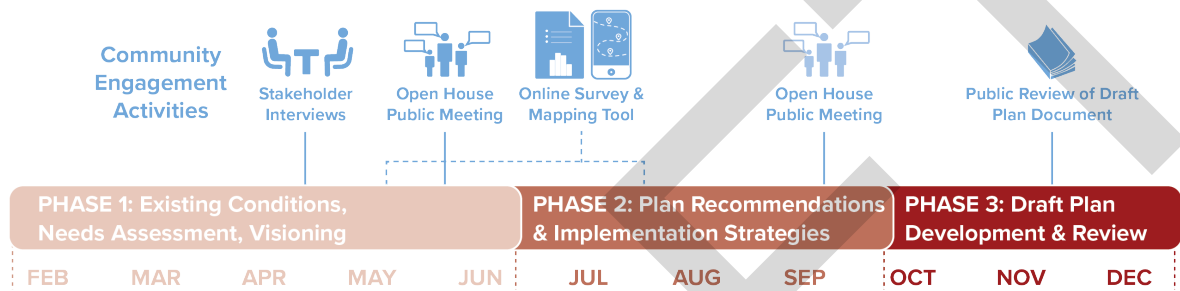 Community
Engagement
Activities
Stakeholder
Interviews
Open House
Public Meeting
Online Survey &
Mapping Tool
Open House
Public Meeting
Public Review of Draft
Plan Document
PHASE 1: Existing Conditions,
Needs Assessment, Visioning
PHASE 2: Plan Recommendations
& Implementation Strategies
PHASE 3: Draft Plan
Development & Review
FEB MAR APR MAY JUN JUL AUG SEP OCT NOV DEC